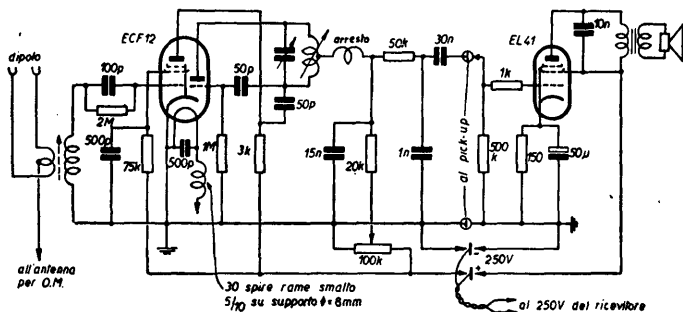 dipolo
ECF12
arresto
EL41
10n
100p
2M
500p
75k
500p
1M
50p
3k
50p
50k
30n
15n
20k
1n
100k
al pick-up
1k
500
k
150
50µ
250V
- 
+
all'antenna
per O.M.
30 spire rame smalto
5/10 su supporto ϕ=8mm
al 250V del ricevitore